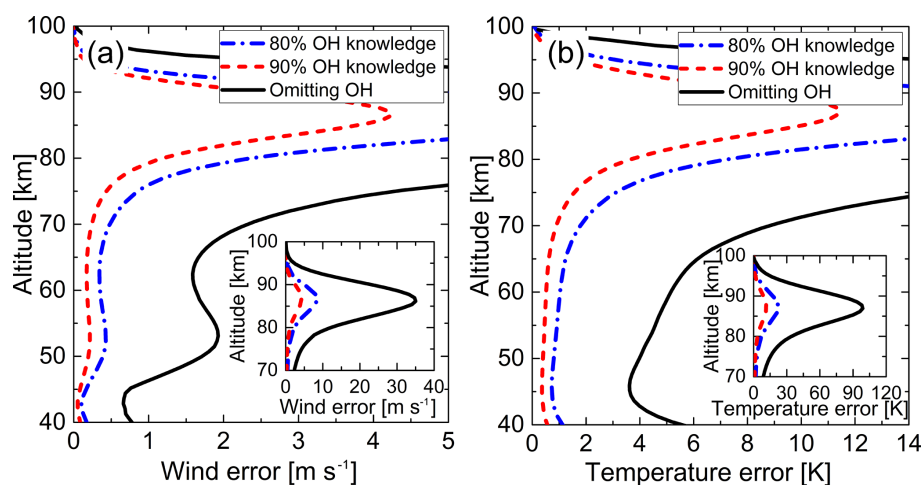 (a)
80% OH knowledge
90% OH knowledge
Omitting OH
Altitude [km]
100
90
80
70
60
50
40
0 1 2 3 4 5
Wind error [m s-1]
Altitude [km]
100
90
80
70
0 10 20 30 40
Wind error [m s-1]
(b)
80% OH knowledge
90% OH knowledge
Omitting OH
Altitude [km]
100
90
80
70
60
50
40
0 2 4 6 8 10 12 14
Temperature error [K]
Altitude [km]
100
90
80
70
0 30 60 90 120
Temperature error [K]